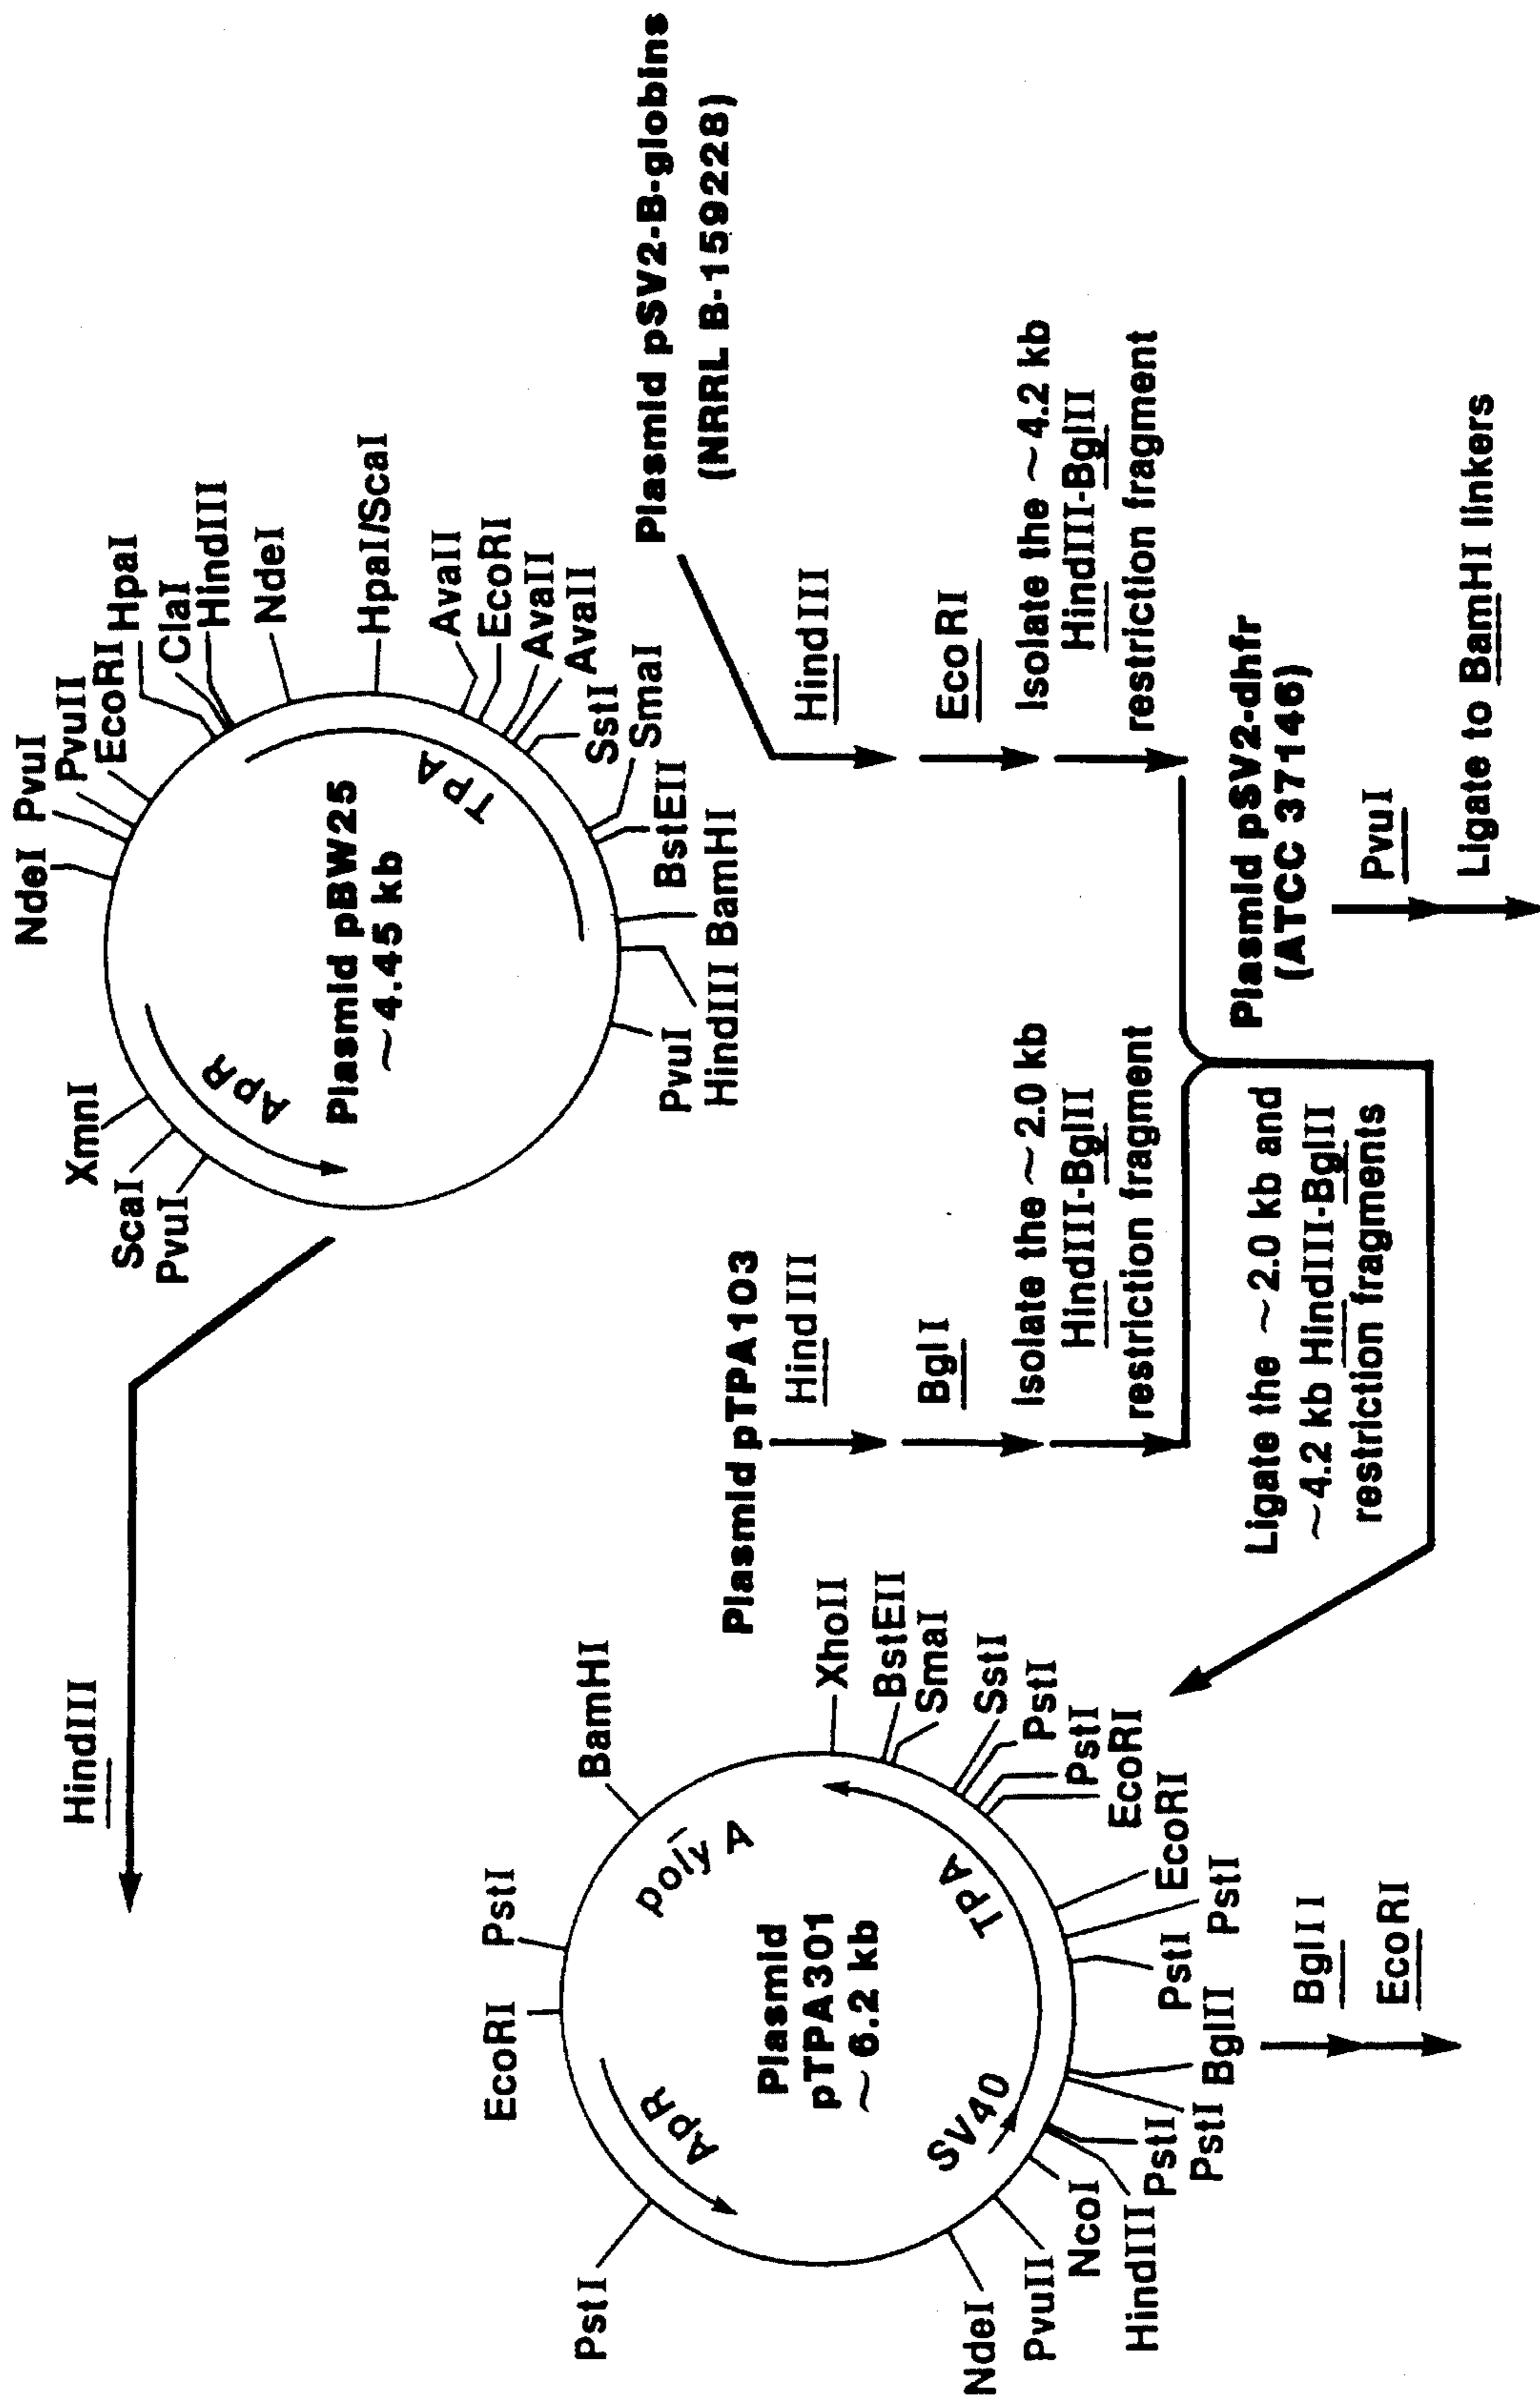 HindIII
NdeI
PvuI
PvuII
EcoRI
HpaI
ClaI
HindIII
NdeI
HpaI/ScaI
AvaII
EcoRI
AvaII
AvaII
SstI
SmaI
BstEII
BamHI
HindIII
PvuI
PvuI
ScaI
XmnI
ApR
TPA
Plasmid pBW25
~4.45 kb
EcoRI
PstI
BamHI
XhoII
BstEII
SmaI
SstI
PstI
PstI
EcoRI
EcoRI
PstI
PstI
BglII
PstI
PstI
HindIII
NcoI
PvuII
NdeI
PstI
ApR
poly A
TPA
SV40
Plasmid
pTPA301
~6.2 kb
BglII
EcoRI
Plasmid pTPA103
HindIII
BglI
Isolate the ~2.0 kb
HindIII-BglII
restriction fragment
Plasmid pSV2-B-globins
(NRRL B-159228)
HindIII
EcoRI
Isolate the ~4.2 kb
HindIII-BglII
restriction fragment
Ligate the ~2.0 kb and
~4.2 kb HindIII-BglII
restriction fragments
Plasmid pSV2-dhfr
(ATCC 37146)
PvuI
Ligate to BamHI linkers